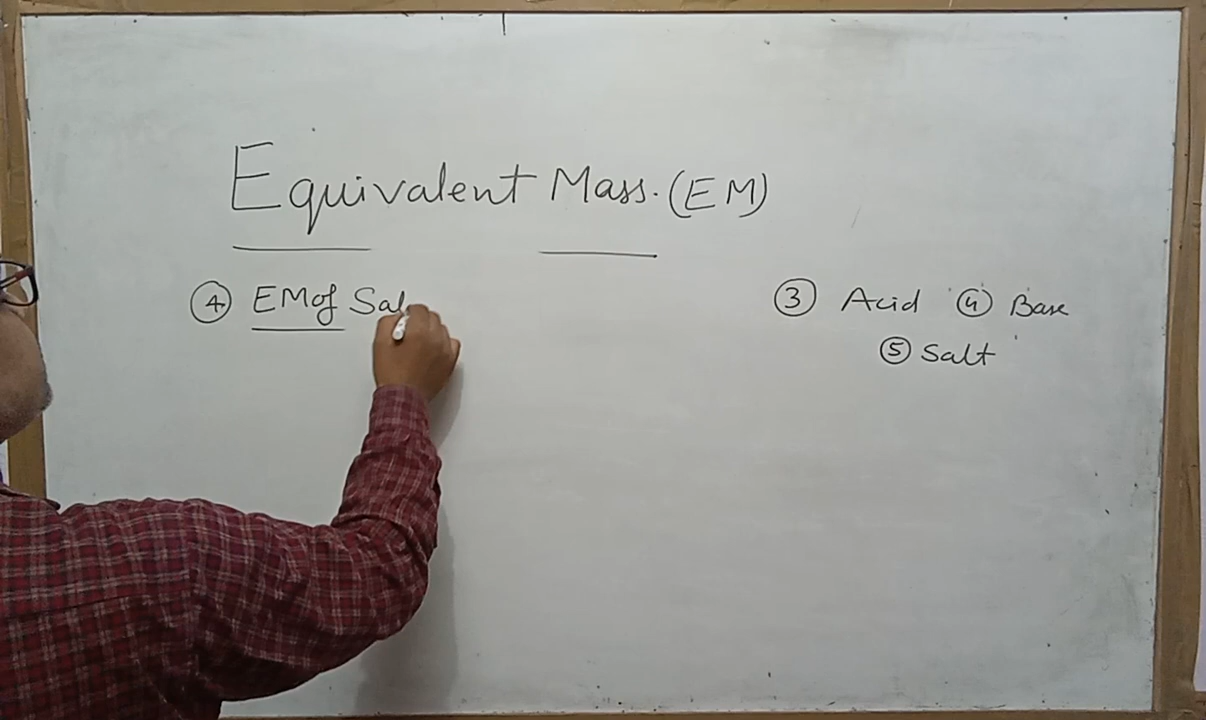 Equivalent Mass. (EM)
④ EM of Sal
③ Acid ④ Base
⑤ Salt